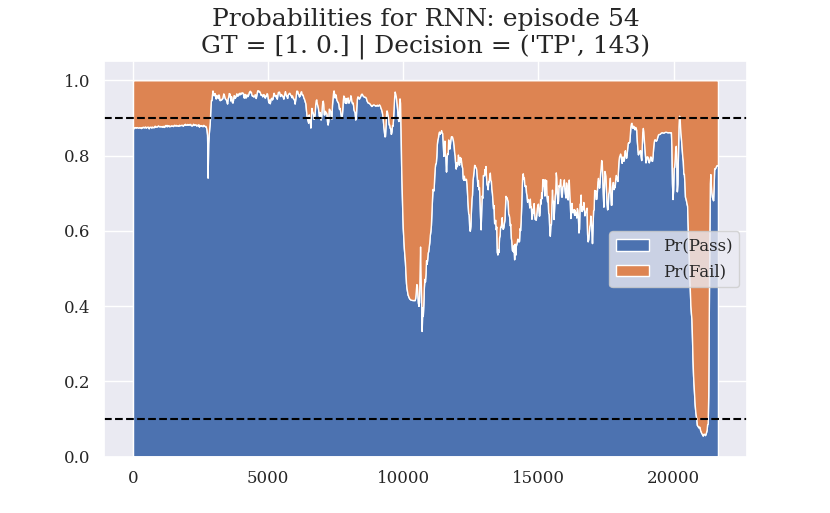 Probabilities for RNN: episode 54
GT = [1. 0.] | Decision = ('TP', 143)
1.0
0.8
0.6
0.4
0.2
0.0
Pr(Pass)
Pr(Fail)
0
5000
10000
15000
20000